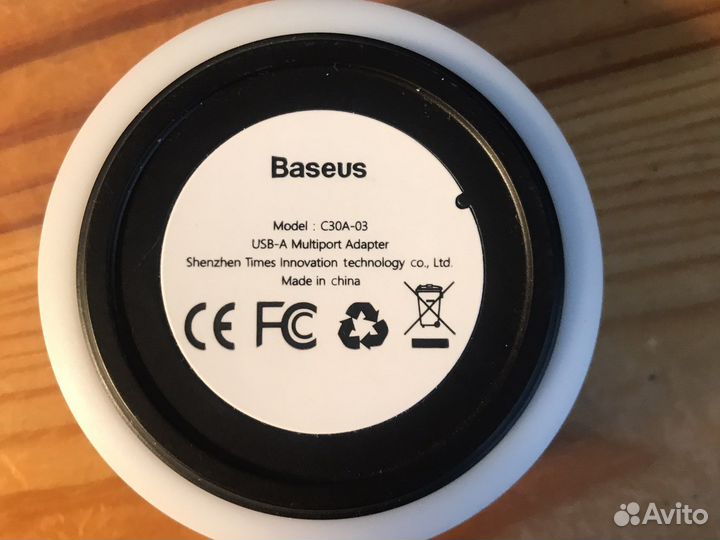 Baseus
Model : C30A-03
USB-A Multiport Adapter
Shenzhen Times Innovation technology co., Ltd.
Made in china
CE FC
Avito